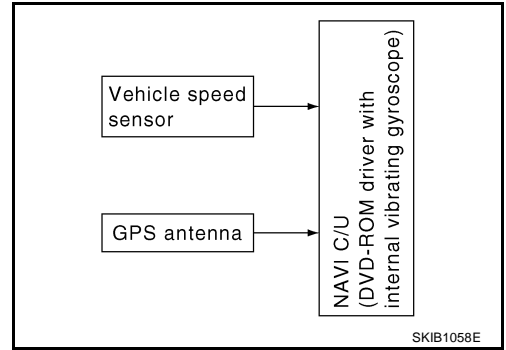 Vehicle speed
sensor
GPS antenna
NAVI C/U
(DVD-ROM driver with
internal vibrating gyroscope)
SKIB1058E